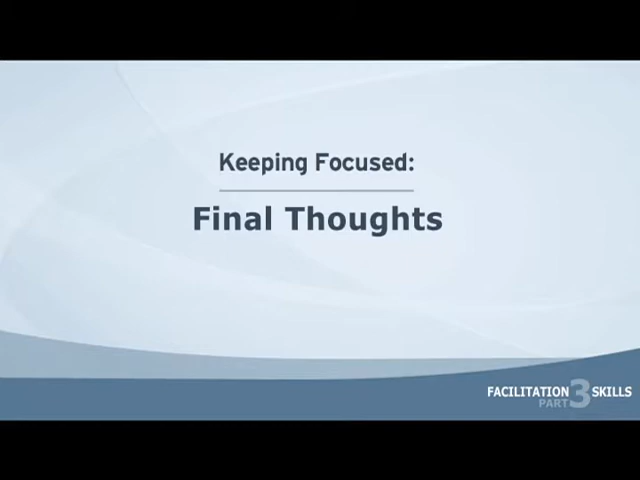 Keeping Focused:
Final Thoughts
FACILITATION 3 SKILLS
PART